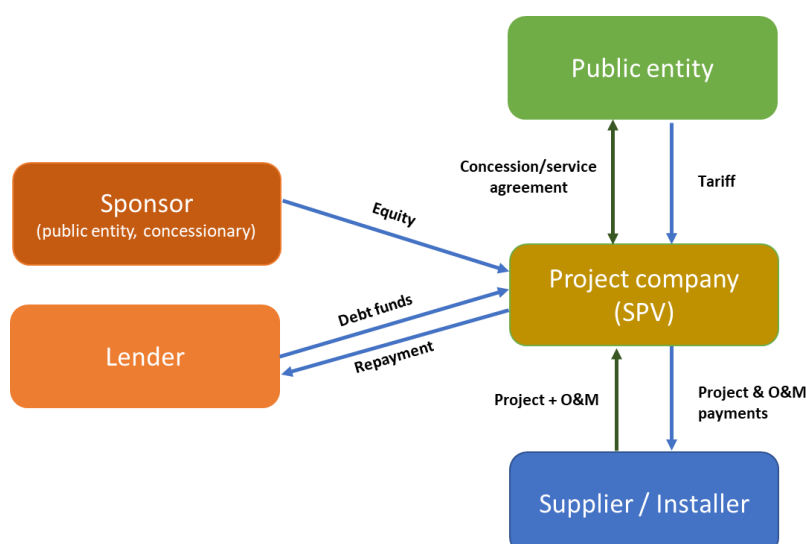 Public entity
Concession/service
agreement
Tariff
Sponsor
(public entity, concessionary)
Equity
Project company
(SPV)
Debt funds
Repayment
Lender
Project + O&M
Project & O&M
payments
Supplier / Installer